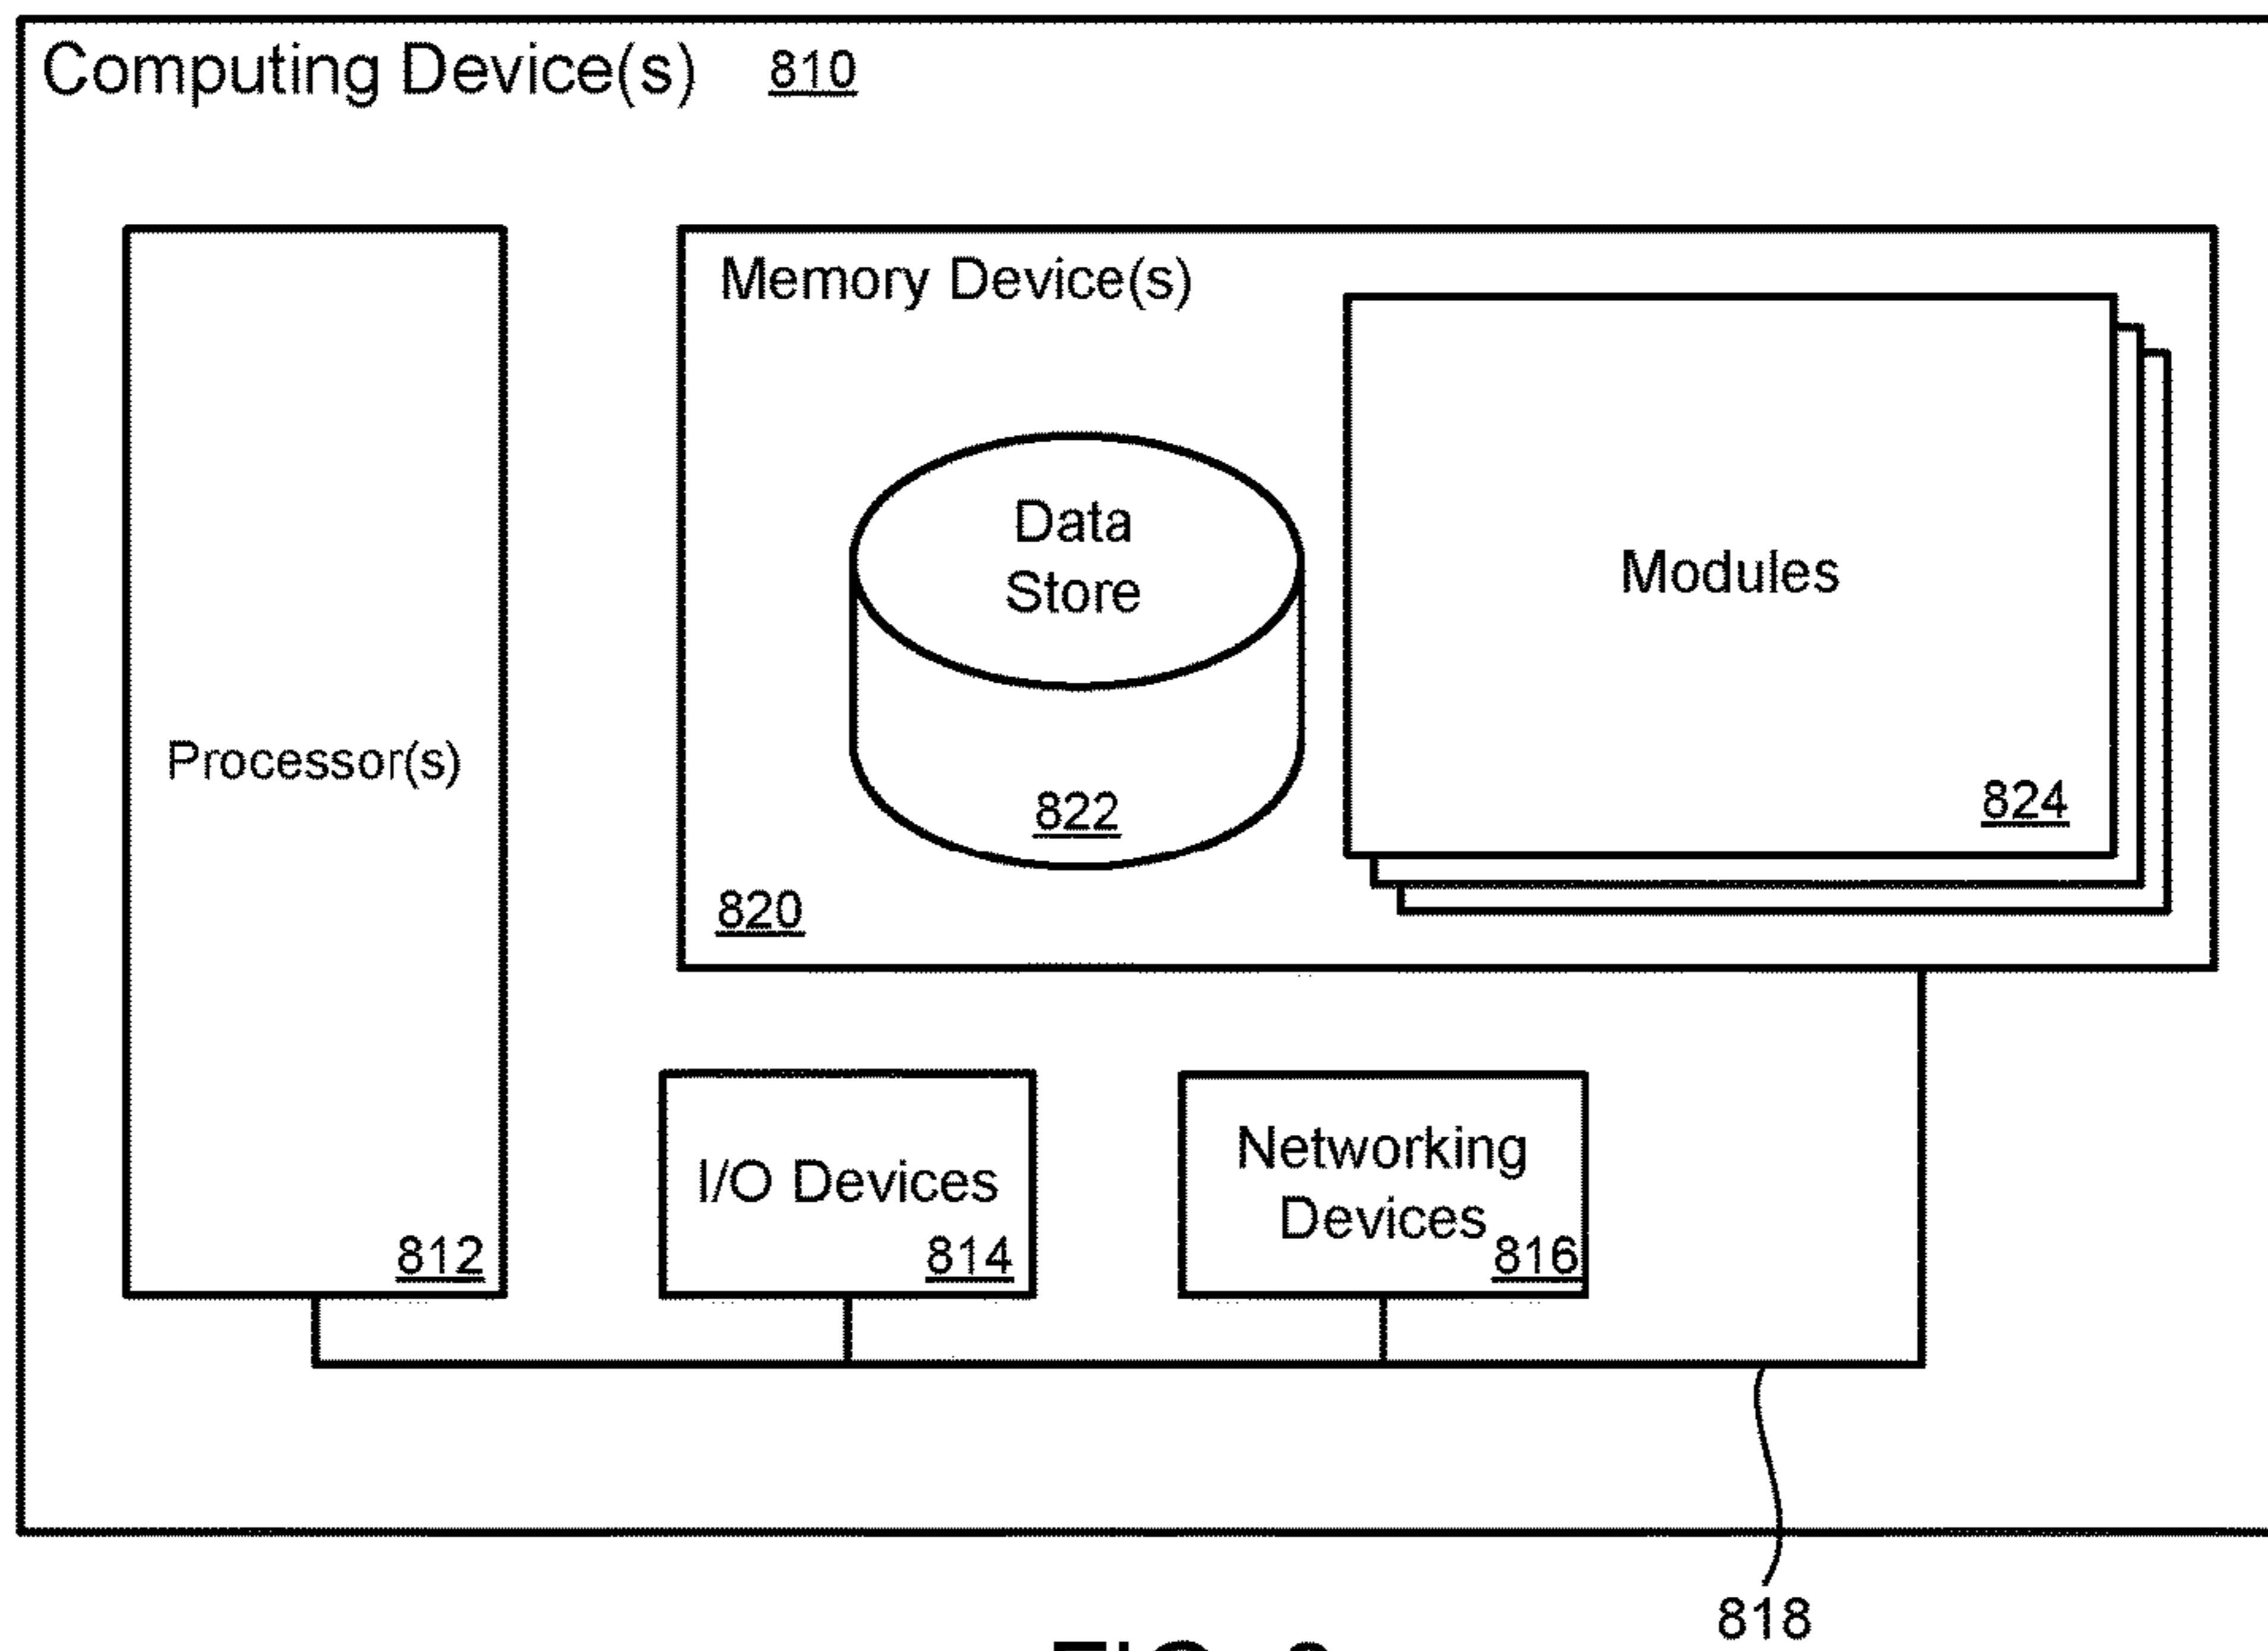 Computing Device(s) 810
Memory Device(s)
Data
Store
Modules
Processor(s)
822
824
820
I/O Devices
Networking
Devices
812
814
816
818